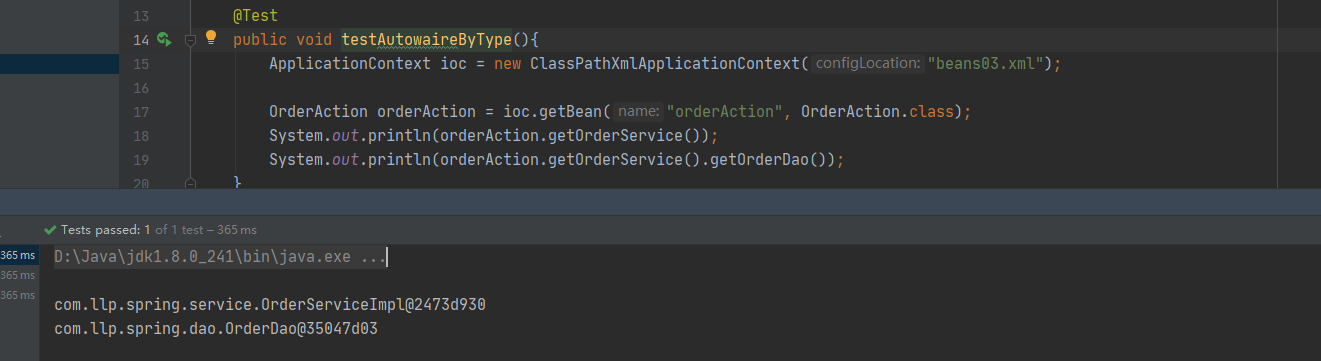 13 @Test
14 public void testAutowaireByType(){
15 ApplicationContext ioc = new ClassPathXmlApplicationContext( configLocation: "beans03.xml");
16
17 OrderAction orderAction = ioc.getBean( name: "orderAction", OrderAction.class);
18 System.out.println(orderAction.getOrderService());
19 System.out.println(orderAction.getOrderService().getOrderDao());
20 }
Tests passed: 1 of 1 test – 365 ms
365 ms D:\Java\jdk1.8.0_241\bin\java.exe ...
365 ms
365 ms com.llp.spring.service.OrderServiceImpl@2473d930
com.llp.spring.dao.OrderDao@35047d03